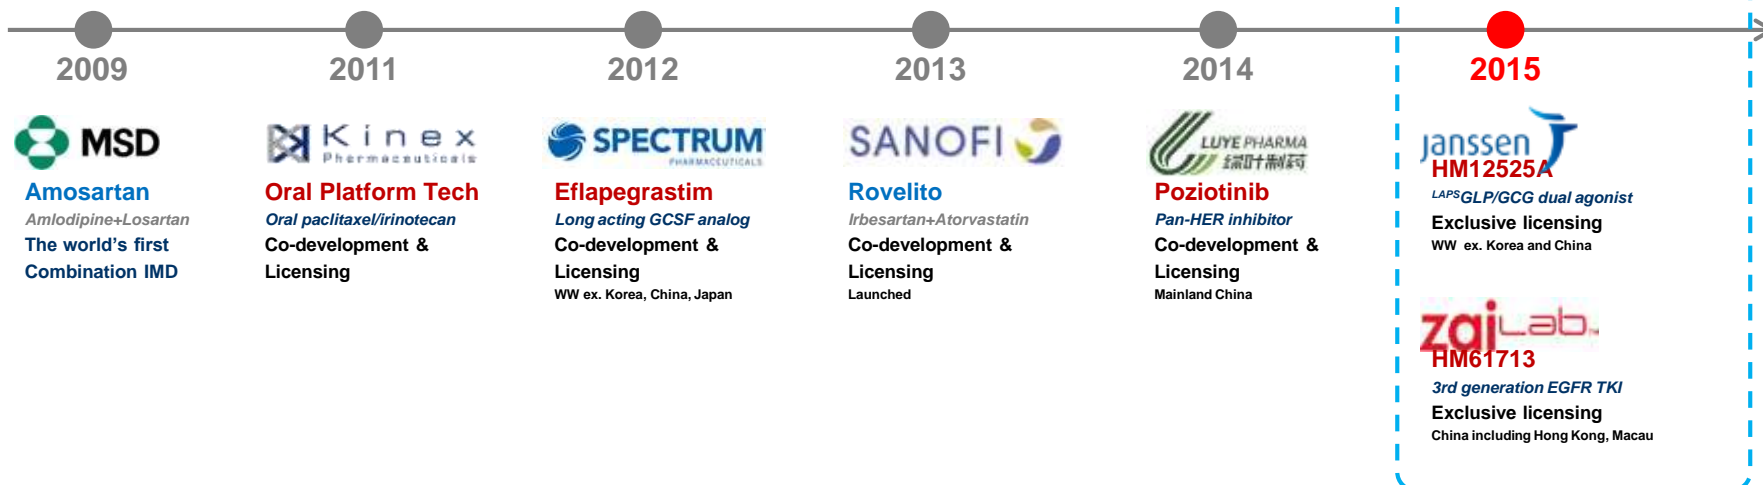 2009
2011
2012
2013
2014
2015
MSD
Amosartan
Amlodipine+Losartan
The world's first
Combination IMD
Kinex
Pharmaceuticals
Oral Platform Tech
Oral paclitaxel/irinotecan
Co-development &
Licensing
SPECTRUM
PHARMACEUTICALS
Eflapegrastim
Long acting GCSF analog
Co-development &
Licensing
WW ex. Korea, China, Japan
SANOFI
Rovelito
Irbesartan+Atorvastatin
Co-development &
Licensing
Launched
LUYE PHARMA
绿叶制药
Poziotinib
Pan-HER inhibitor
Co-development &
Licensing
Mainland China
janssen
HM12525A
LAPSGLP/GCG dual agonist
Exclusive licensing
WW ex. Korea and China
zaiLab
HM61713
3rd generation EGFR TKI
Exclusive licensing
China including Hong Kong, Macau